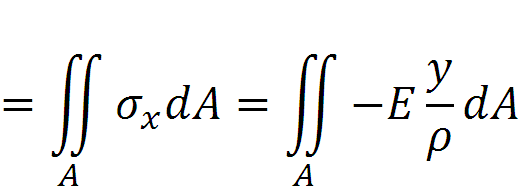 = ∬_A σ_x dA = ∬_A −E y/ρ dA